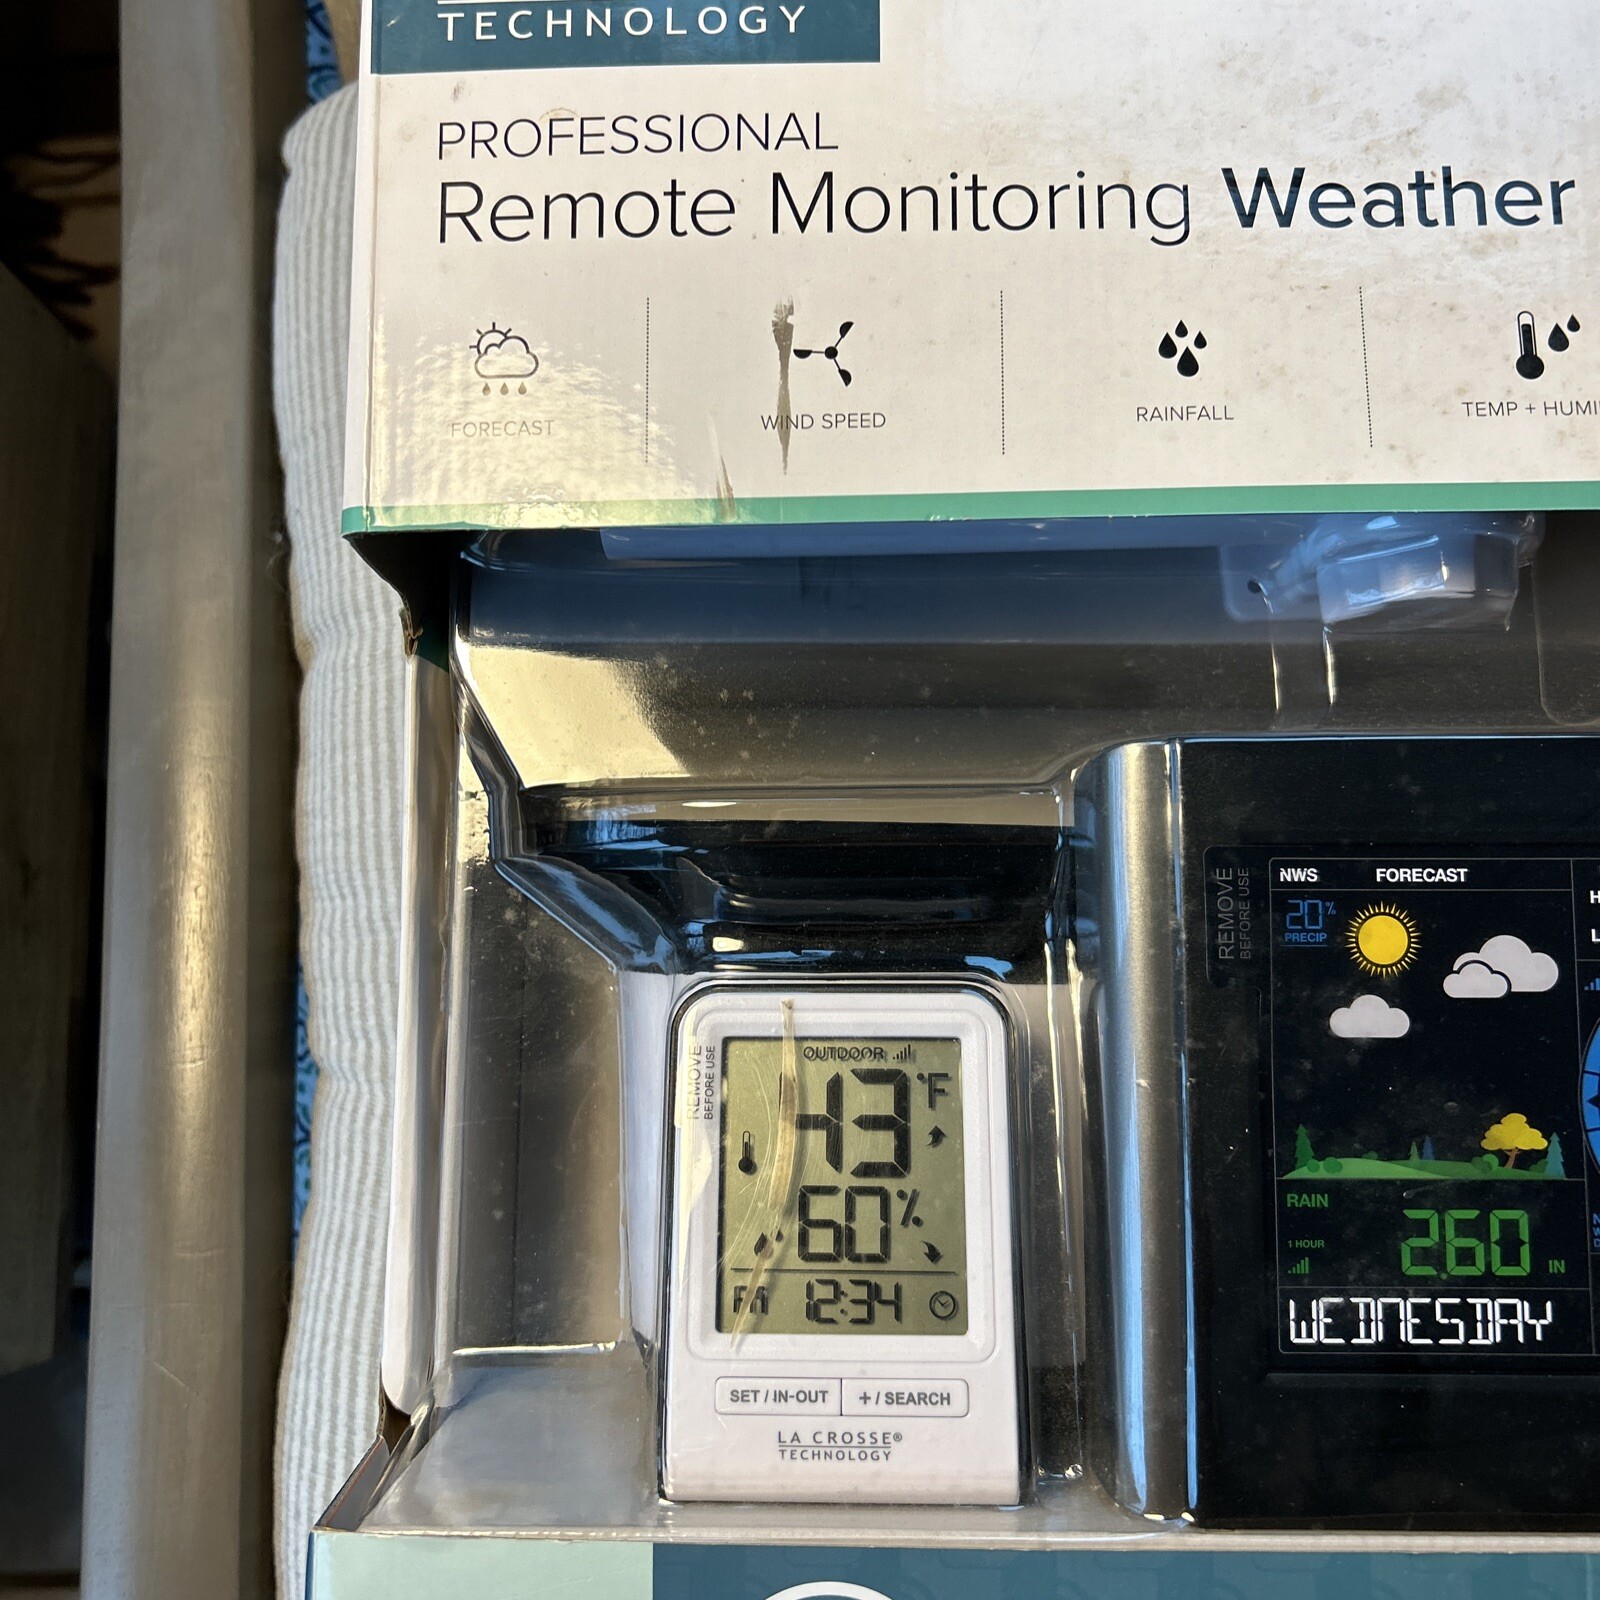 TECHNOLOGY
PROFESSIONAL
Remote Monitoring Weather
FORECAST
WIND SPEED
RAINFALL
TEMP + HUMI
REMOVE
BEFORE USE
NWS FORECAST
20%
PRECIP
RAIN
1 HOUR
2.60 IN
WEDNESDAY
REMOVE
BEFORE USE
OUTDOOR
43 °F
60%
12:34
SET / IN-OUT
+ / SEARCH
LA CROSSE®
TECHNOLOGY